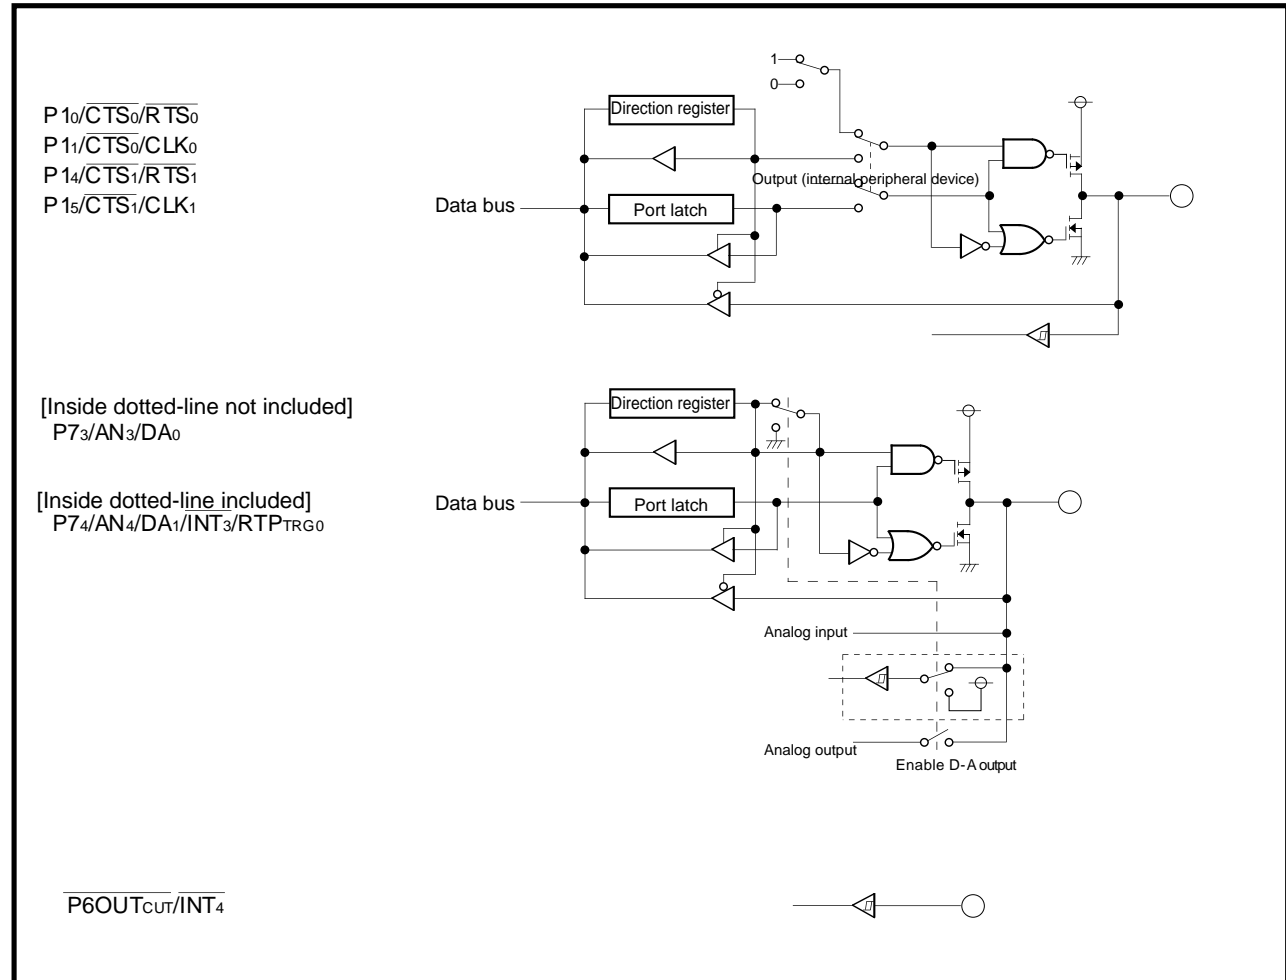 1
0
P10/CTS0/RTS0
P11/CTS0/CLK0
P14/CTS1/RTS1
P15/CTS1/CLK1
Direction register
Output (internal peripheral device)
Data bus
Port latch
[Inside dotted-line not included]
P73/AN3/DA0
Direction register
[Inside dotted-line included]
P74/AN4/DA1/INT3/RTPTRG0
Data bus
Port latch
Analog input
Analog output
Enable D-A output
P6OUTCUT/INT4